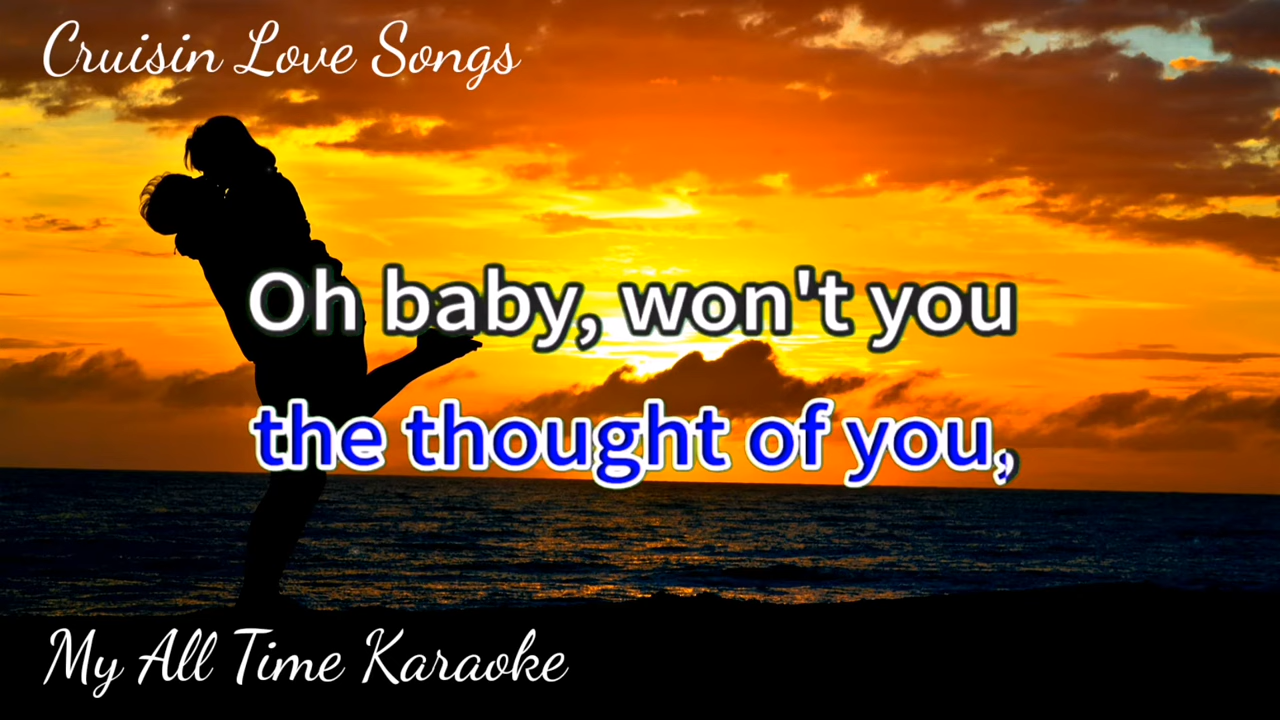 Cruisin Love Songs
Oh baby, won't you
the thought of you,
My All Time Karaoke